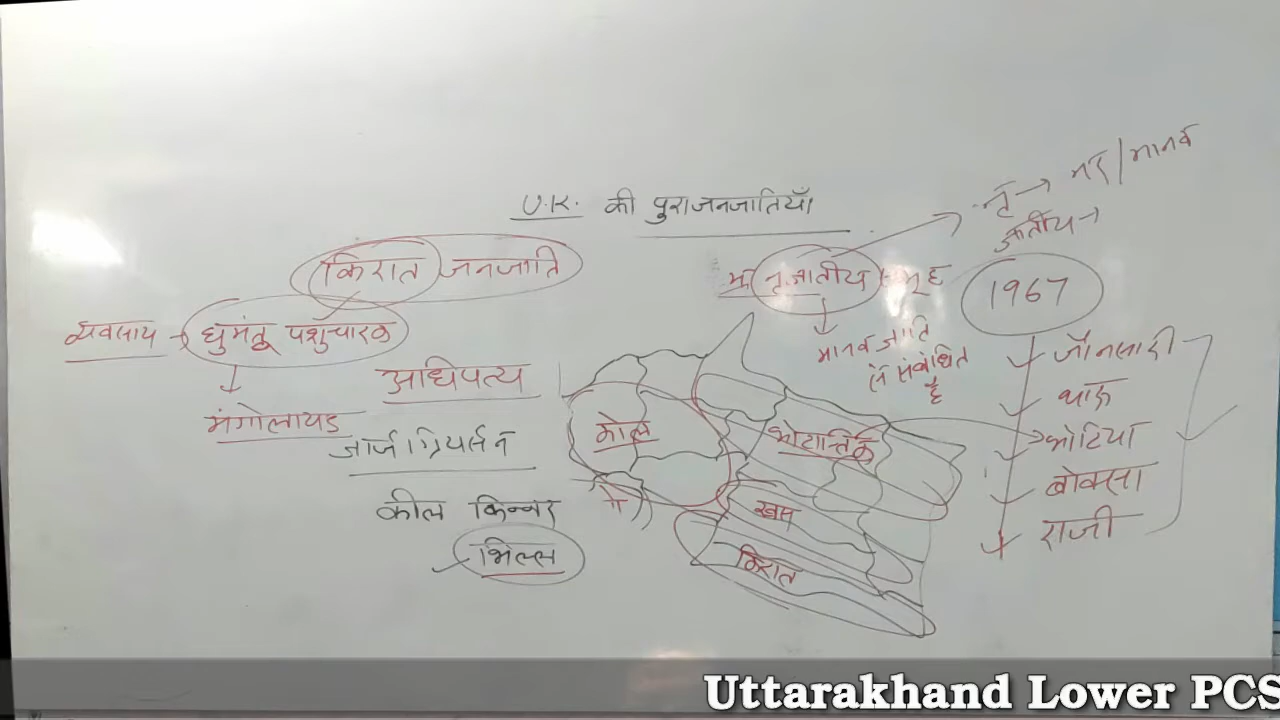 U.K. की पुराजनजातियाँ
किरात जनजाति
व्यवसाय → घुमंतू पशुचारक
↓
मंगोलायड
आधिपत्य
जार्ज ग्रियर्सन
कील किन्नर
भिल्ल
नृजातीय समूह
↓
मानव जाति
से संबंधित
है
नृ → नर/मानव
जातीय →
1967
जौनसारी
थारू
भोटिया
बोक्सा
राजी
कोल
भोटान्तिक
खस
किरात
Uttarakhand Lower PCS